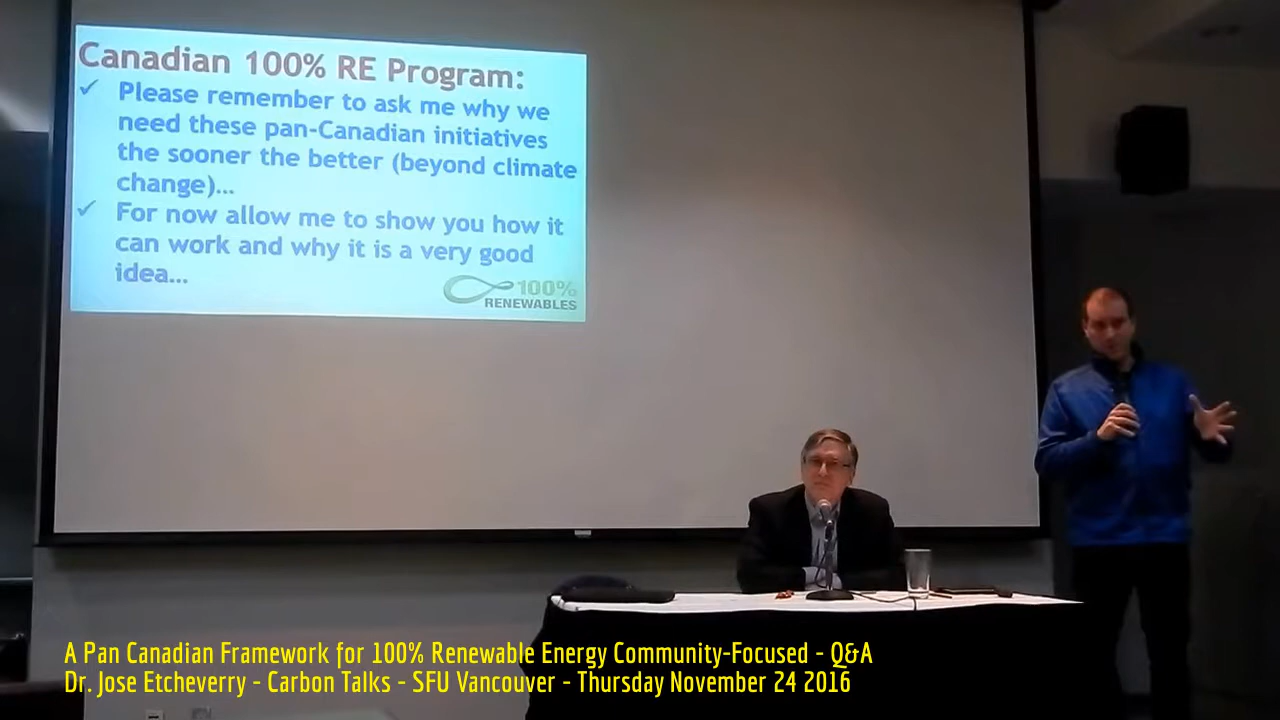 Canadian 100% RE Program:
✓ Please remember to ask me why we
need these pan-Canadian initiatives
the sooner the better (beyond climate
change)...
✓ For now allow me to show you how it
can work and why it is a very good
idea...
100%
RENEWABLES
A Pan Canadian Framework for 100% Renewable Energy Community-Focused - Q&A
Dr. Jose Etcheverry - Carbon Talks - SFU Vancouver - Thursday November 24 2016